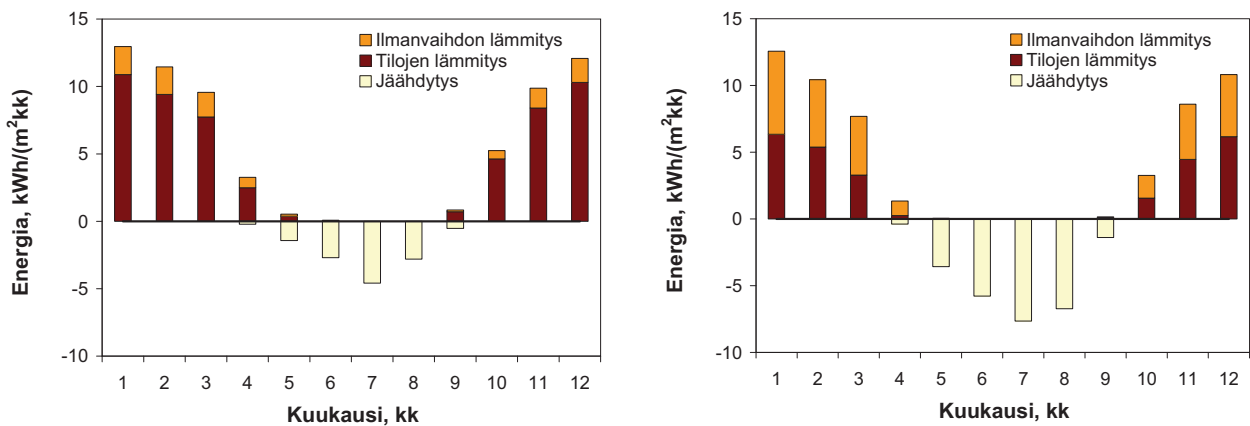 Energia, kWh/(m²kk)
15
10
5
0
-5
-10
Ilmanvaihdon lämmitys
Tilojen lämmitys
Jäähdytys
1 2 3 4 5 6 7 8 9 10 11 12
Kuukausi, kk
Energia, kWh/(m²kk)
15
10
5
0
-5
-10
Ilmanvaihdon lämmitys
Tilojen lämmitys
Jäähdytys
1 2 3 4 5 6 7 8 9 10 11 12
Kuukausi, kk